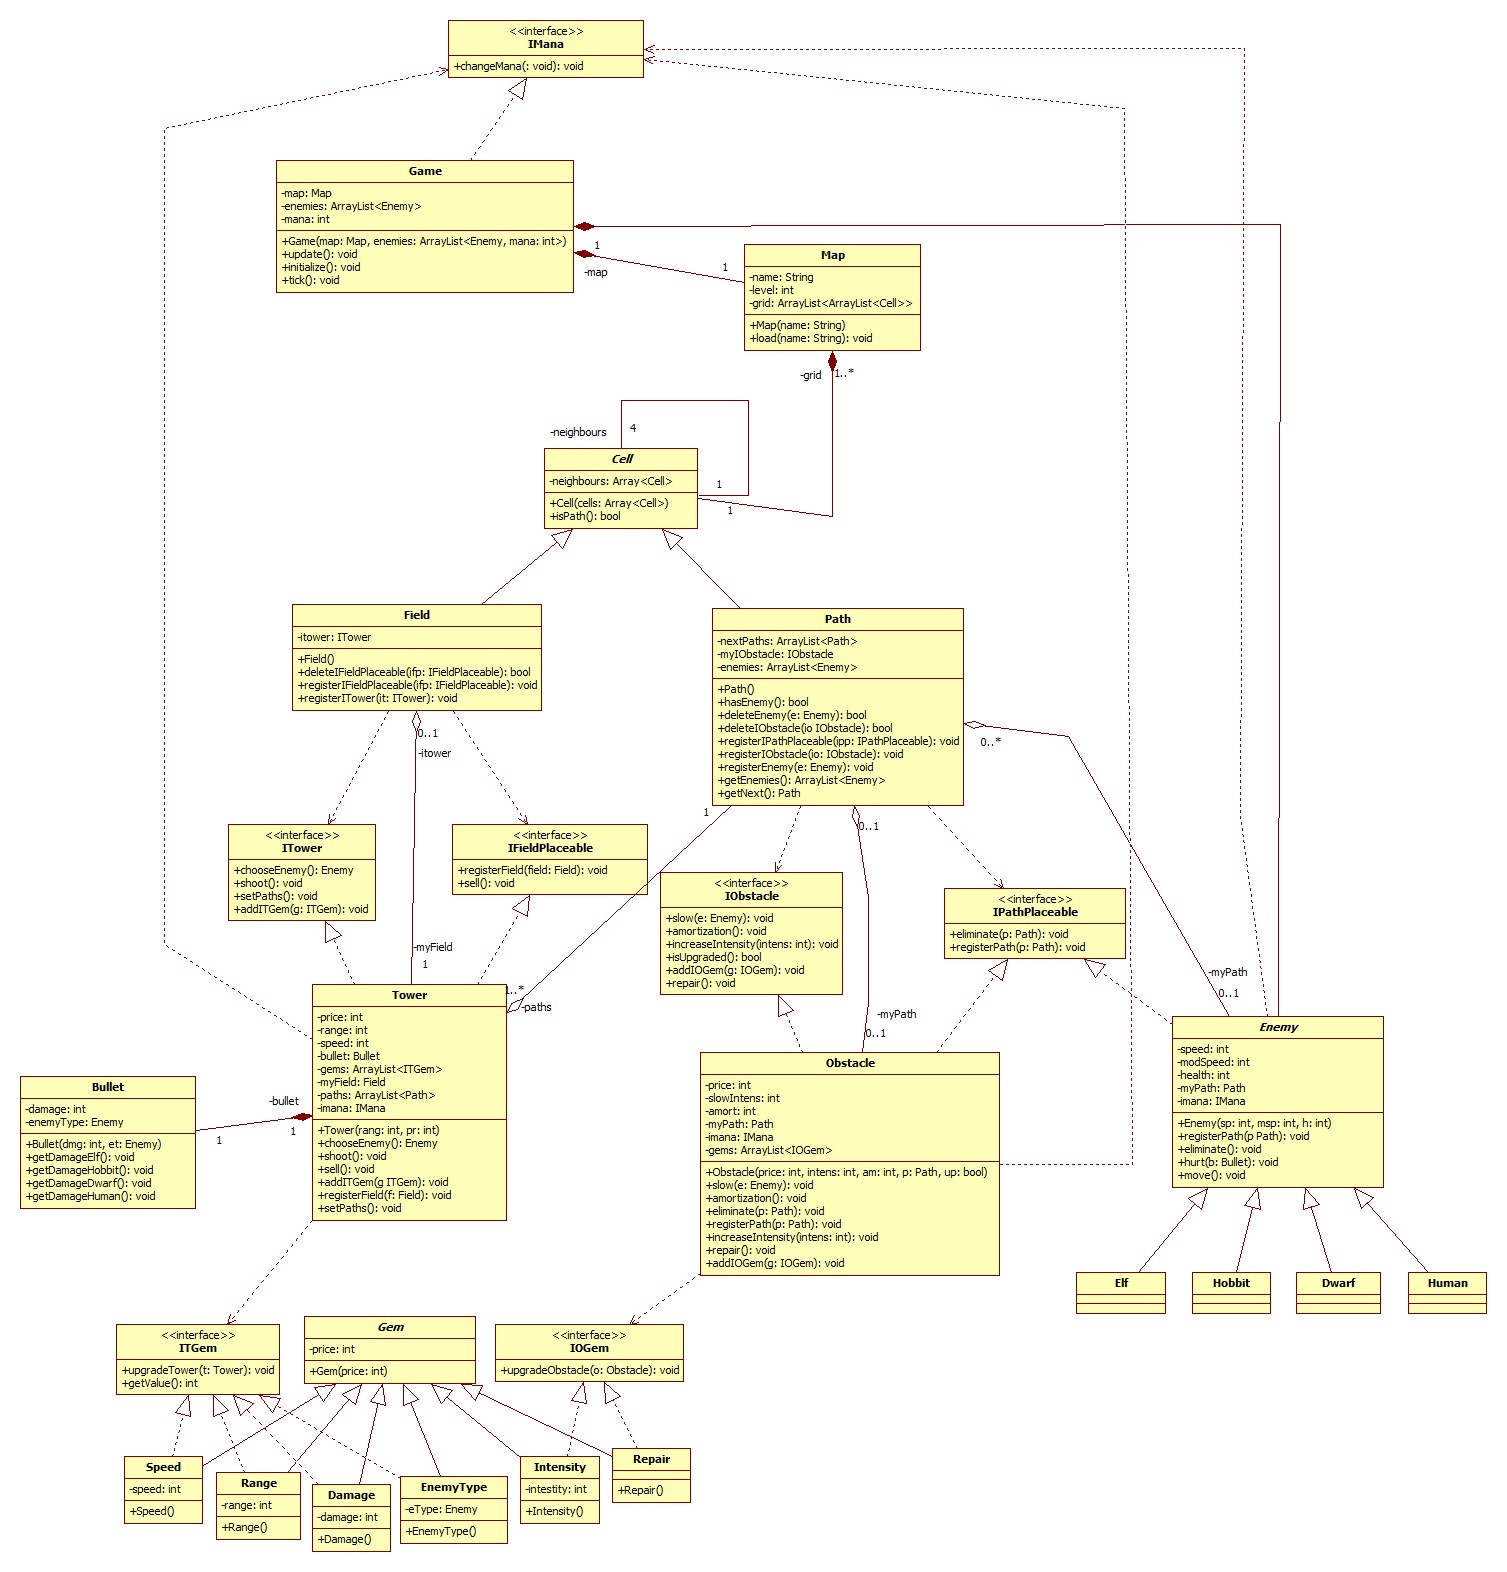 <<interface>>
IMana
+changeMana(: void): void
Game
-map: Map
-enemies: ArrayList<Enemy>
-mana: int
+Game(map: Map, enemies: ArrayList<Enemy, mana: int>)
+update(): void
+initialize(): void
+tick(): void
1
-map
1
Map
-name: String
-level: int
-grid: ArrayList<ArrayList<Cell>>
+Map(name: String)
+load(name: String): void
-grid
1..*
-neighbours
4
Cell
-neighbours: Array<Cell>
+Cell(cells: Array<Cell>)
+isPath(): bool
1
1
Field
-itower: ITower
+Field()
+deleteIFieldPlaceable(ifp: IFieldPlaceable): bool
+registerIFieldPlaceable(ifp: IFieldPlaceable): void
+registerITower(it: ITower): void
0..1
-itower
Path
-nextPaths: ArrayList<Path>
-myIObstacle: IObstacle
-enemies: ArrayList<Enemy>
+Path()
+hasEnemy(): bool
+deleteEnemy(e: Enemy): bool
+deleteIObstacle(io IObstacle): bool
+registerIPathPlaceable(ipp: IPathPlaceable): void
+registerIObstacle(io: IObstacle): void
+registerEnemy(e: Enemy): void
+getEnemies(): ArrayList<Enemy>
+getNext(): Path
0..*
1
0..1
<<interface>>
ITower
+chooseEnemy(): Enemy
+shoot(): void
+setPaths(): void
+addITGem(g: ITGem): void
<<interface>>
IFieldPlaceable
+registerField(field: Field): void
+sell(): void
<<interface>>
IObstacle
+slow(e: Enemy): void
+amortization(): void
+increaseIntensity(intens: int): void
+isUpgraded(): bool
+addIOGem(g: IOGem): void
+repair(): void
<<interface>>
IPathPlaceable
+eliminate(p: Path): void
+registerPath(p: Path): void
-myField
1
1..*
-paths
-myPath
0..1
-myPath
0..1
Tower
-price: int
-range: int
-speed: int
-bullet: Bullet
-gems: ArrayList<ITGem>
-myField: Field
-paths: ArrayList<Path>
-imana: IMana
+Tower(rang: int, pr: int)
+chooseEnemy(): Enemy
+shoot(): void
+sell(): void
+addITGem(g ITGem): void
+registerField(f: Field): void
+setPaths(): void
Bullet
-damage: int
-enemyType: Enemy
+Bullet(dmg: int, et: Enemy)
+getDamageElf(): void
+getDamageHobbit(): void
+getDamageDwarf(): void
+getDamageHuman(): void
-bullet
1
1
Obstacle
-price: int
-slowIntens: int
-amort: int
-myPath: Path
-imana: IMana
-gems: ArrayList<IOGem>
+Obstacle(price: int, intens: int, am: int, p: Path, up: bool)
+slow(e: Enemy): void
+amortization(): void
+eliminate(p: Path): void
+registerPath(p: Path): void
+increaseIntensity(intens: int): void
+repair(): void
+addIOGem(g: IOGem): void
Enemy
-speed: int
-modSpeed: int
-health: int
-myPath: Path
-imana: IMana
+Enemy(sp: int, msp: int, h: int)
+registerPath(p Path): void
+eliminate(): void
+hurt(b: Bullet): void
+move(): void
Elf
Hobbit
Dwarf
Human
<<interface>>
ITGem
+upgradeTower(t: Tower): void
+getValue(): int
Gem
-price: int
+Gem(price: int)
<<interface>>
IOGem
+upgradeObstacle(o: Obstacle): void
Speed
-speed: int
+Speed()
Range
-range: int
+Range()
Damage
-damage: int
+Damage()
EnemyType
-eType: Enemy
+EnemyType()
Intensity
-intestity: int
+Intensity()
Repair
+Repair()